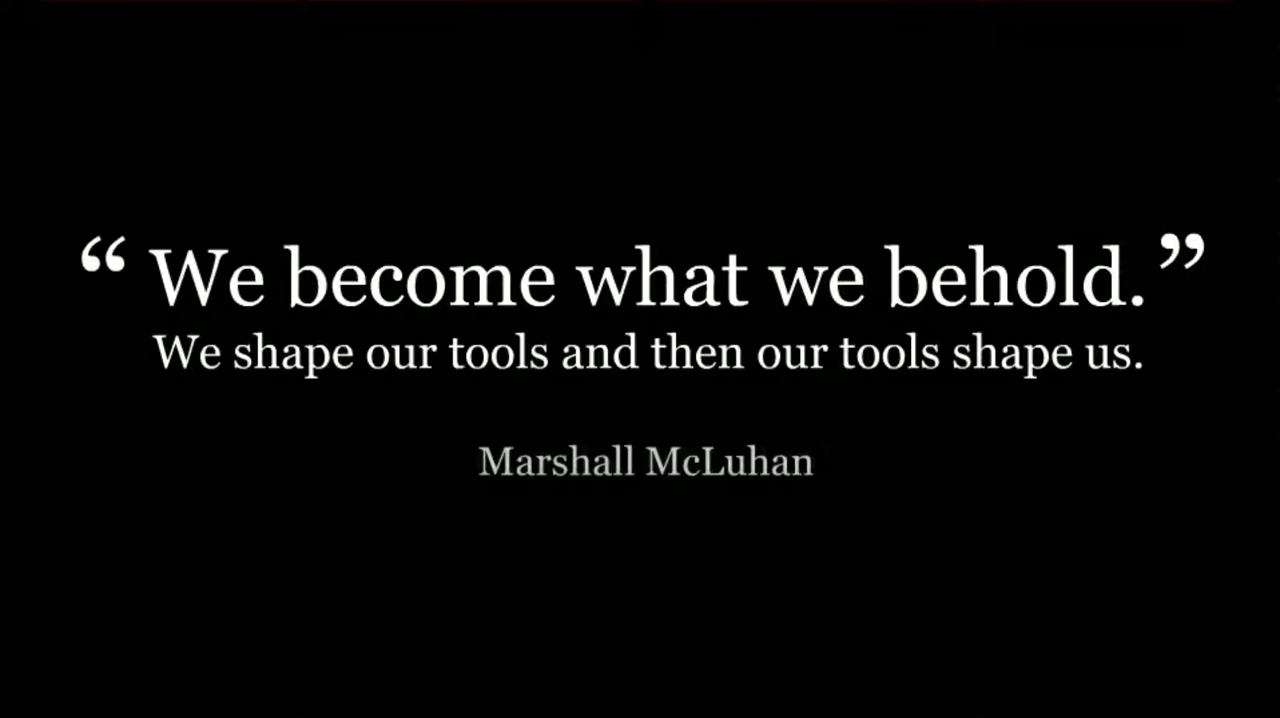 “ We become what we behold. ”
We shape our tools and then our tools shape us.
Marshall McLuhan